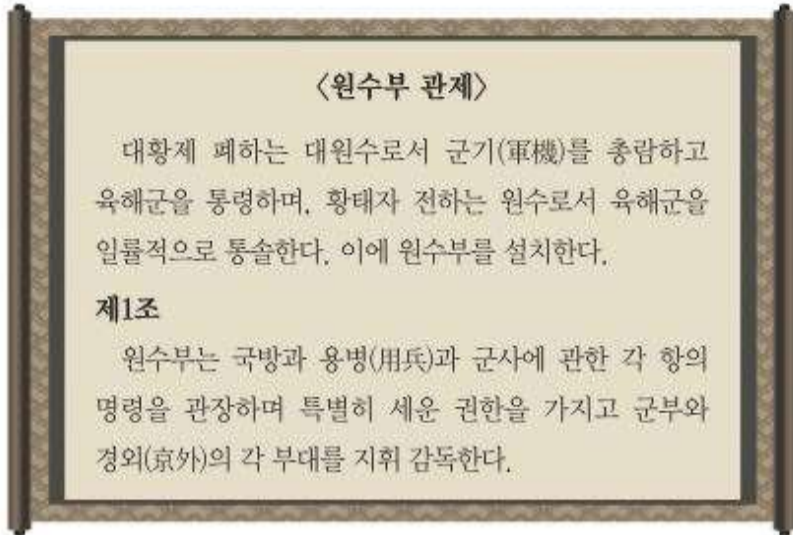 〈원수부 관제〉
대황제 폐하는 대원수로서 군기(軍機)를 총람하고
육해군을 통령하며, 황태자 전하는 원수로서 육해군을
일률적으로 통솔한다. 이에 원수부를 설치한다.
제1조
원수부는 국방과 용병(用兵)과 군사에 관한 각 항의
명령을 관장하며 특별히 세운 권한을 가지고 군부와
경외(京外)의 각 부대를 지휘 감독한다.